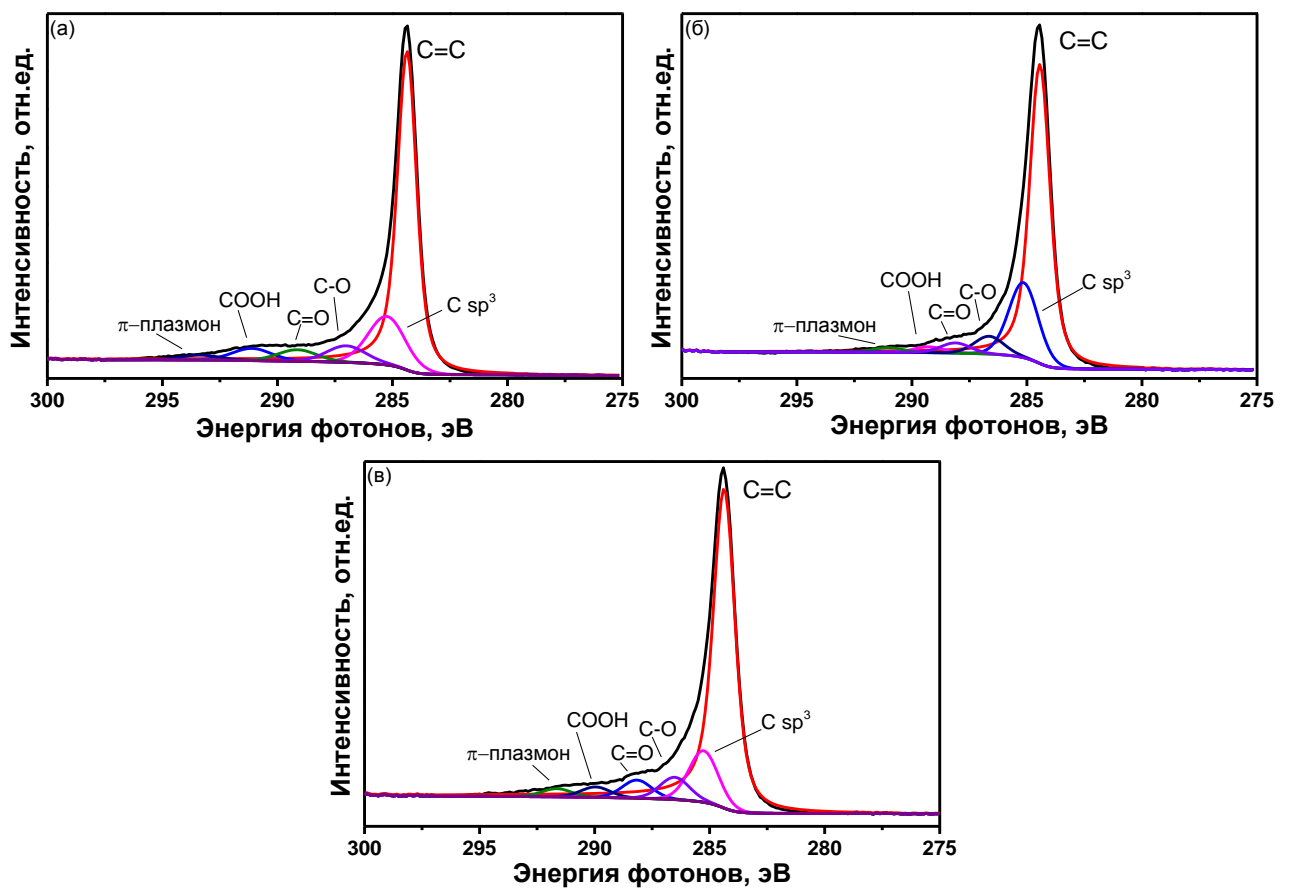 (а)
C=C
C-O
COOH
C=O
C sp³
π−плазмон
300 295 290 285 280 275
Энергия фотонов, эВ
Интенсивность, отн.ед.
(б)
C=C
COOH
C-O
C=O
C sp³
π−плазмон
300 295 290 285 280 275
Энергия фотонов, эВ
Интенсивность, отн.ед.
(в)
C=C
COOH
C-O
C sp³
C=O
π−плазмон
300 295 290 285 280 275
Энергия фотонов, эВ
Интенсивность, отн.ед.